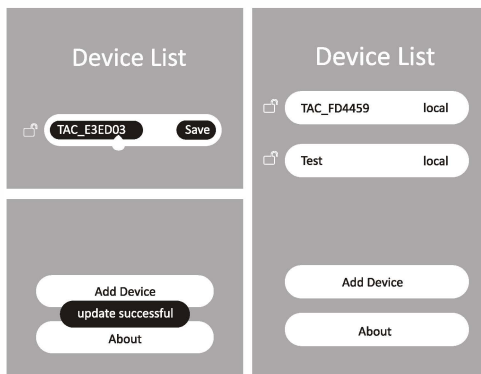 Device List
TAC_E3ED03 Save
Add Device
update successful
About
Device List
TAC_FD4459 local
Test local
Add Device
About